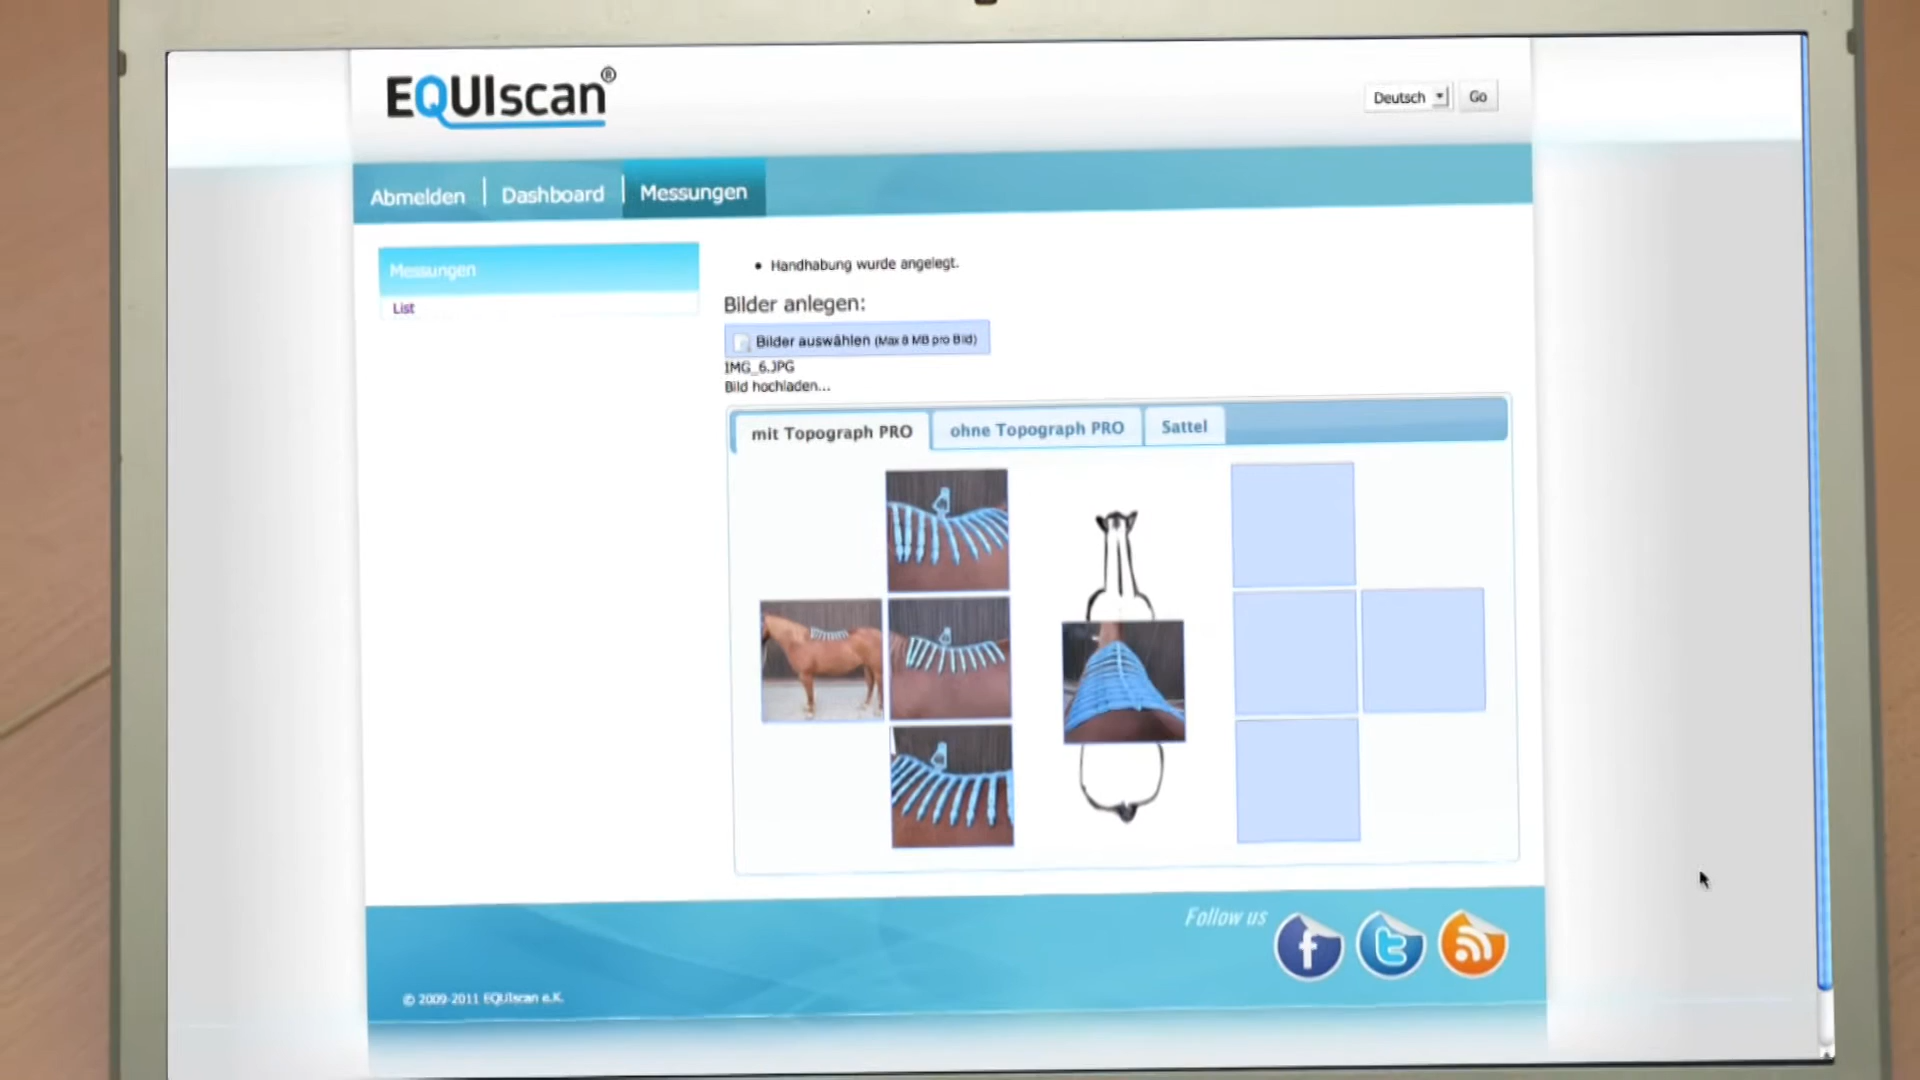 EQUIscan®
Deutsch Go
Abmelden Dashboard Messungen
Messungen
List
Handhabung wurde angelegt.
Bilder anlegen:
Bilder auswählen (Max 8 MB pro Bild)
IMG_6.JPG
Bild hochladen...
mit Topograph PRO ohne Topograph PRO Sattel
Follow us
© 2009-2011 EQUIscan e.K.